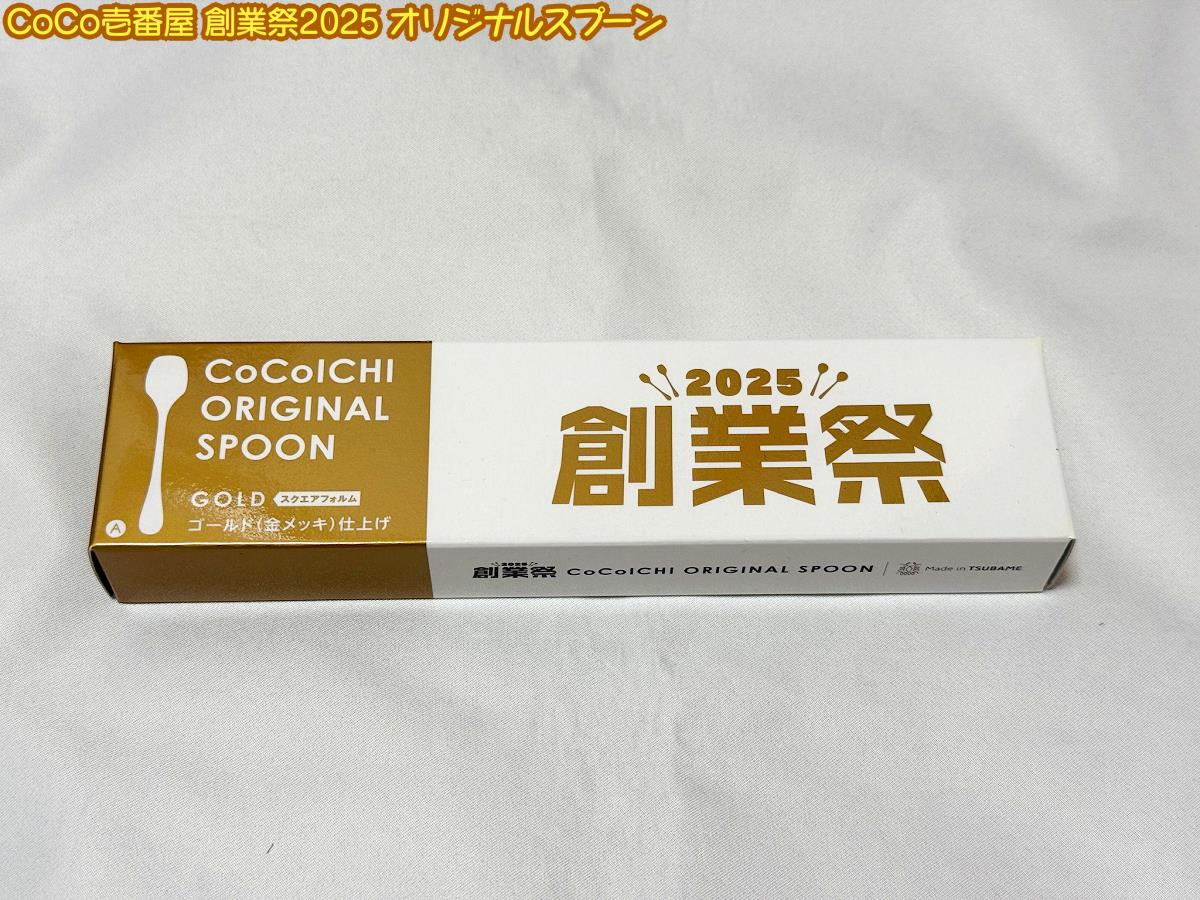 CoCo壱番屋 創業祭2025 オリジナルスプーン
CoCoICHI
ORIGINAL
SPOON
GOLD スクエアフォルム
ゴールド(金メッキ)仕上げ
A
2025
創業祭
2025
創業祭 CoCoICHI ORIGINAL SPOON | Made in TSUBAME